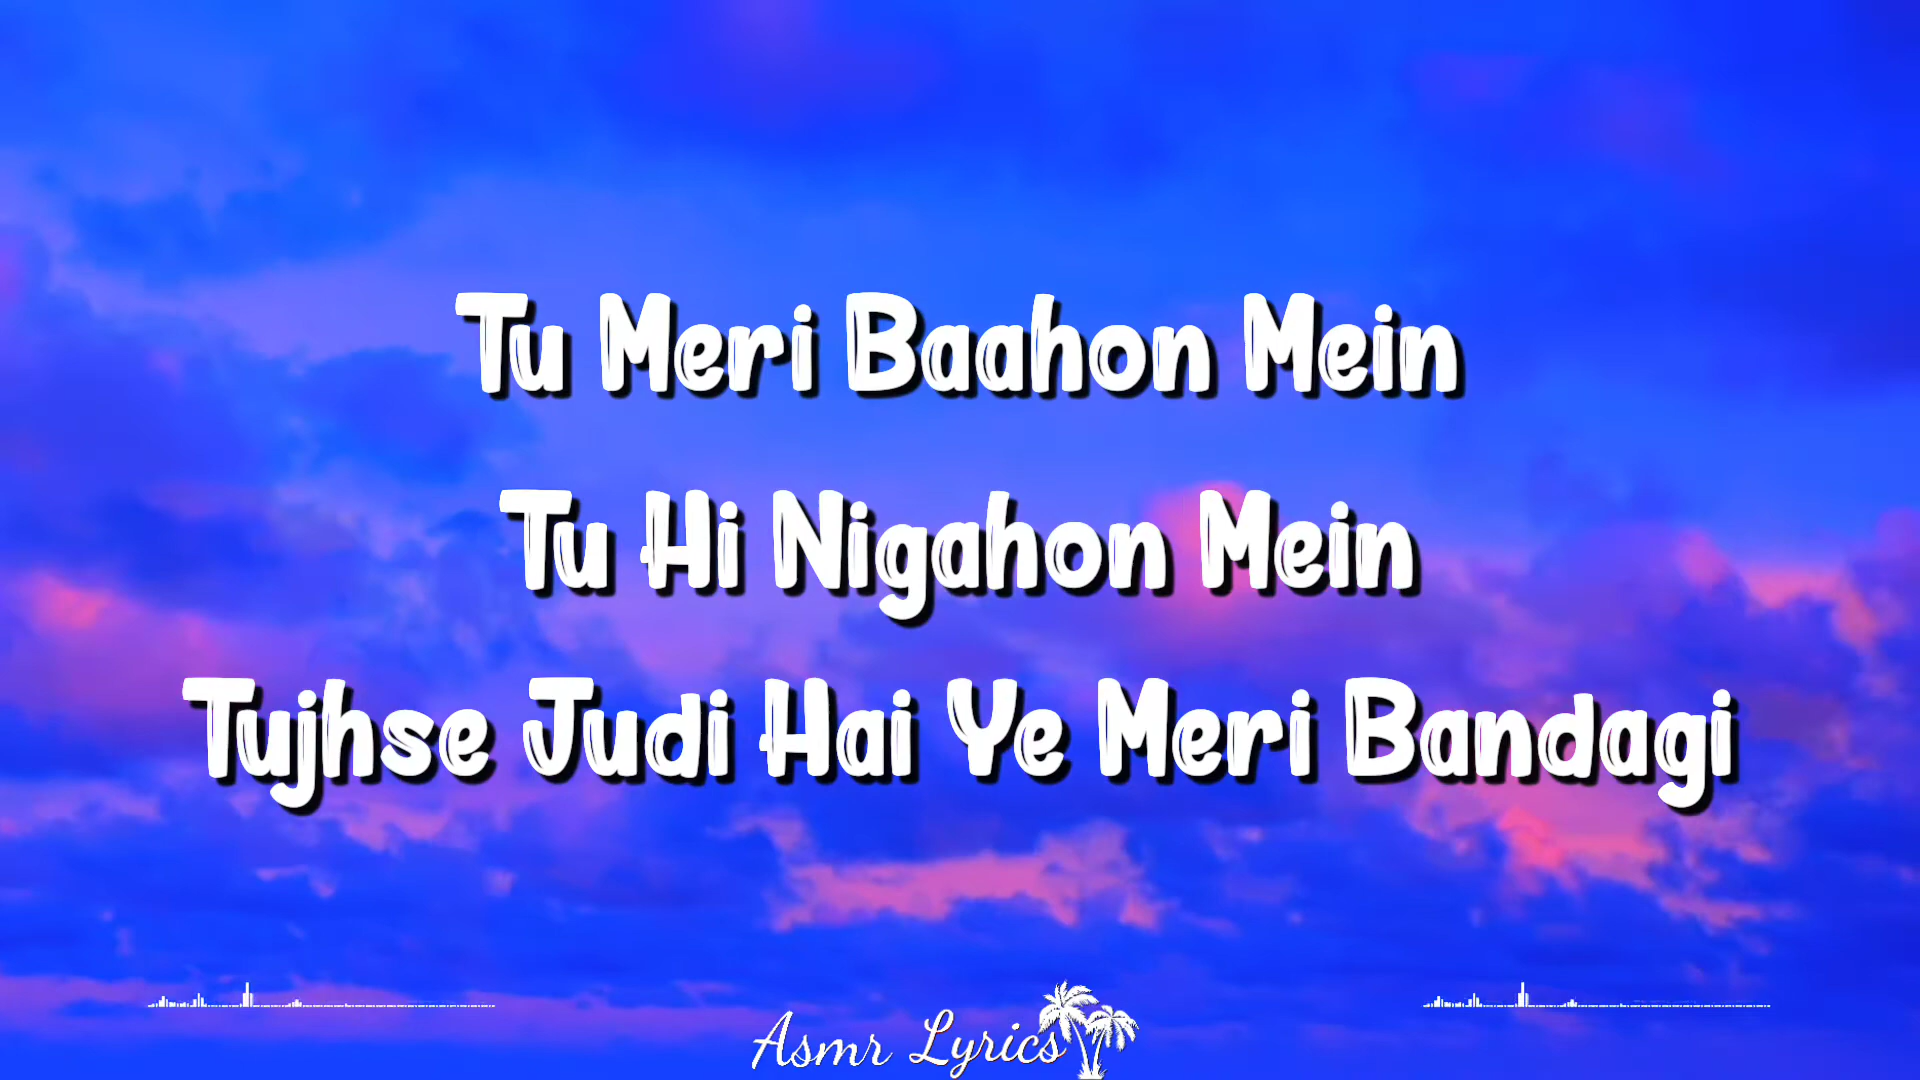 Tu Meri Baahon Mein
Tu Hi Nigahon Mein
Tujhse Judi Hai Ye Meri Bandagi
Asmr Lyrics